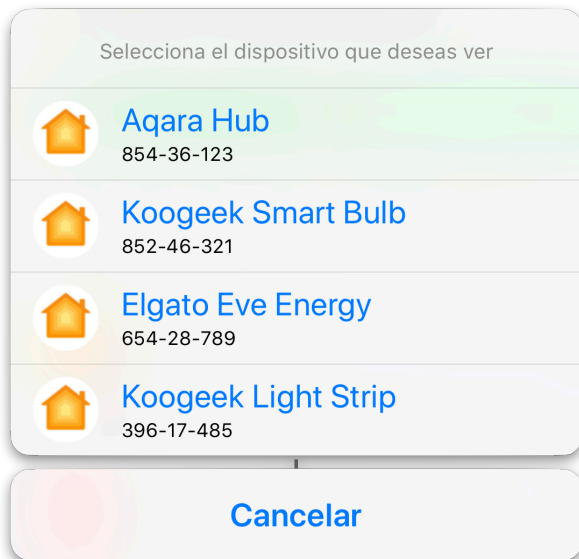 Selecciona el dispositivo que deseas ver
Aqara Hub
854-36-123
Koogeek Smart Bulb
852-46-321
Elgato Eve Energy
654-28-789
Koogeek Light Strip
396-17-485
Cancelar